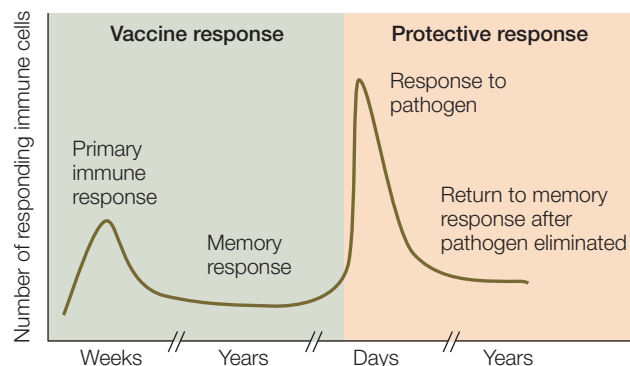 Vaccine response
Protective response
Number of responding immune cells
Response to
pathogen
Primary
immune
response
Memory
response
Return to memory
response after
pathogen eliminated
Weeks
Years
Days
Years